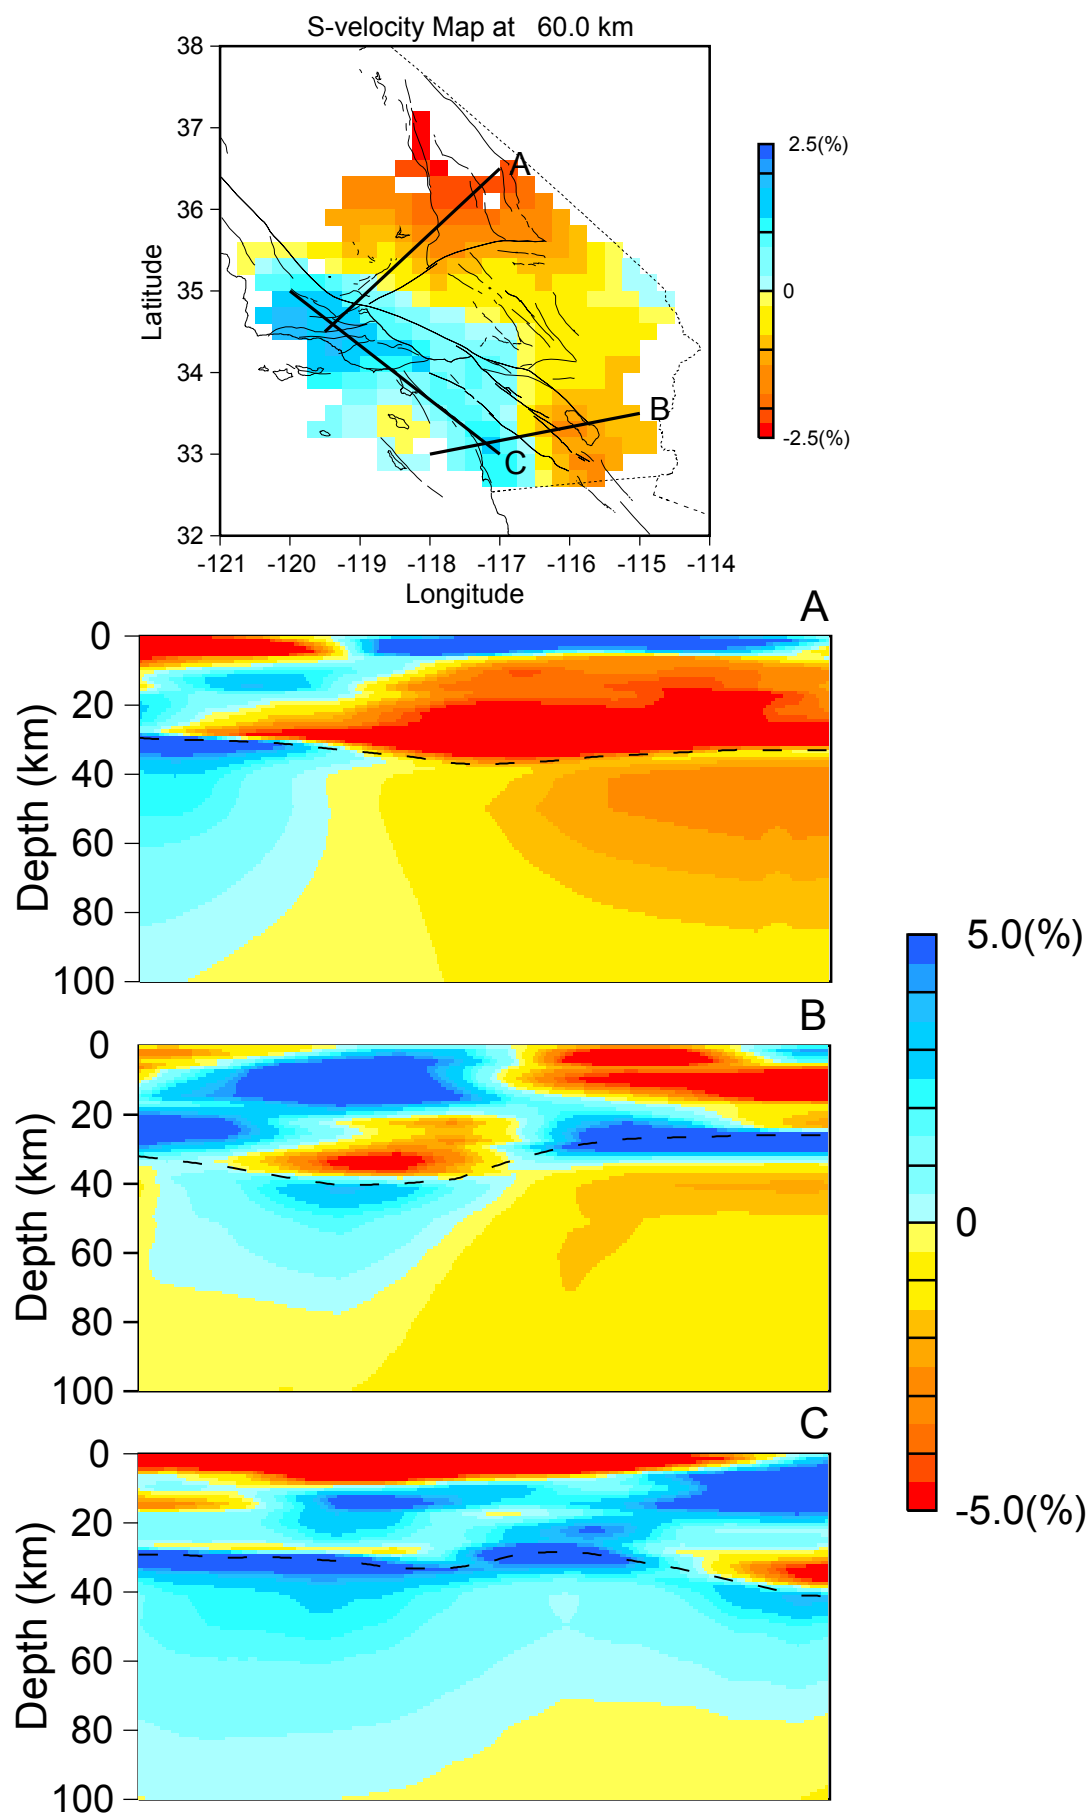 S-velocity Map at 60.0 km
38
37
36
35
34
33
32
Latitude
A
B
C
-121 -120 -119 -118 -117 -116 -115 -114
Longitude
2.5(%)
0
-2.5(%)
A
0
20
40
60
80
100
Depth (km)
B
0
20
40
60
80
100
Depth (km)
C
0
20
40
60
80
100
Depth (km)
5.0(%)
0
-5.0(%)